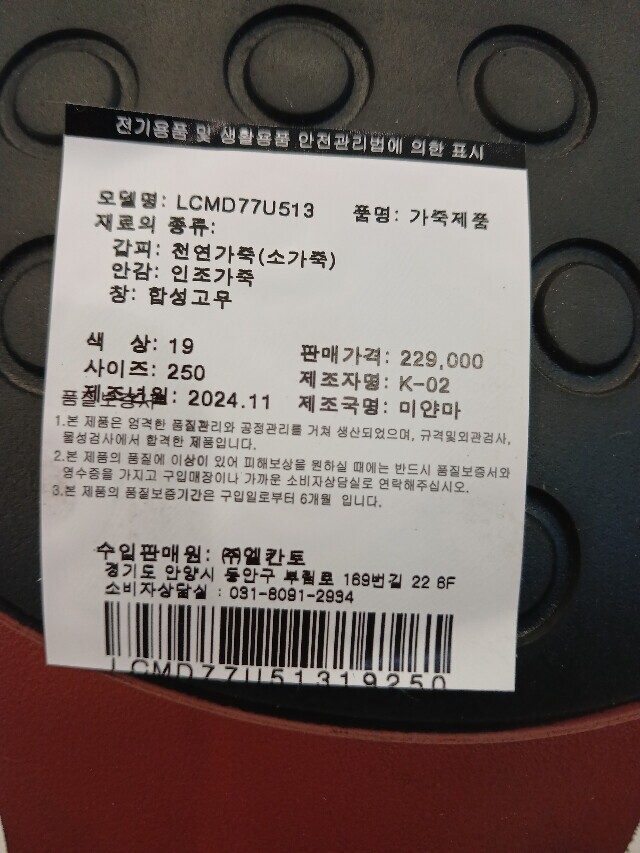 전기용품 및 생활용품 안전관리법에 의한 표시
모델명: LCMD77U513 품명: 가죽제품
재료의 종류:
갑피: 천연가죽(소가죽)
안감: 인조가죽
창: 합성고무
색 상: 19 판매가격: 229,000
사이즈: 250 제조자명: K-02
제조년월: 2024.11 제조국명: 미얀마
품질보증서
1.본 제품은 엄격한 품질관리와 공정관리를 거쳐 생산되었으며, 규격및외관검사,
물성검사에서 합격한 제품입니다.
2.본 제품의 품질에 이상이 있어 피해보상을 원하실 때에는 반드시 품질보증서와
영수증을 가지고 구입매장이나 가까운 소비자상담실로 연락해주십시오.
3.본 제품의 품질보증기간은 구입일로부터 6개월 입니다.
수입판매원: ㈜엘칸토
경기도 안양시 동안구 부림로 169번길 22 6F
소비자상담실 : 031-8091-2934
LCMD77U51319250